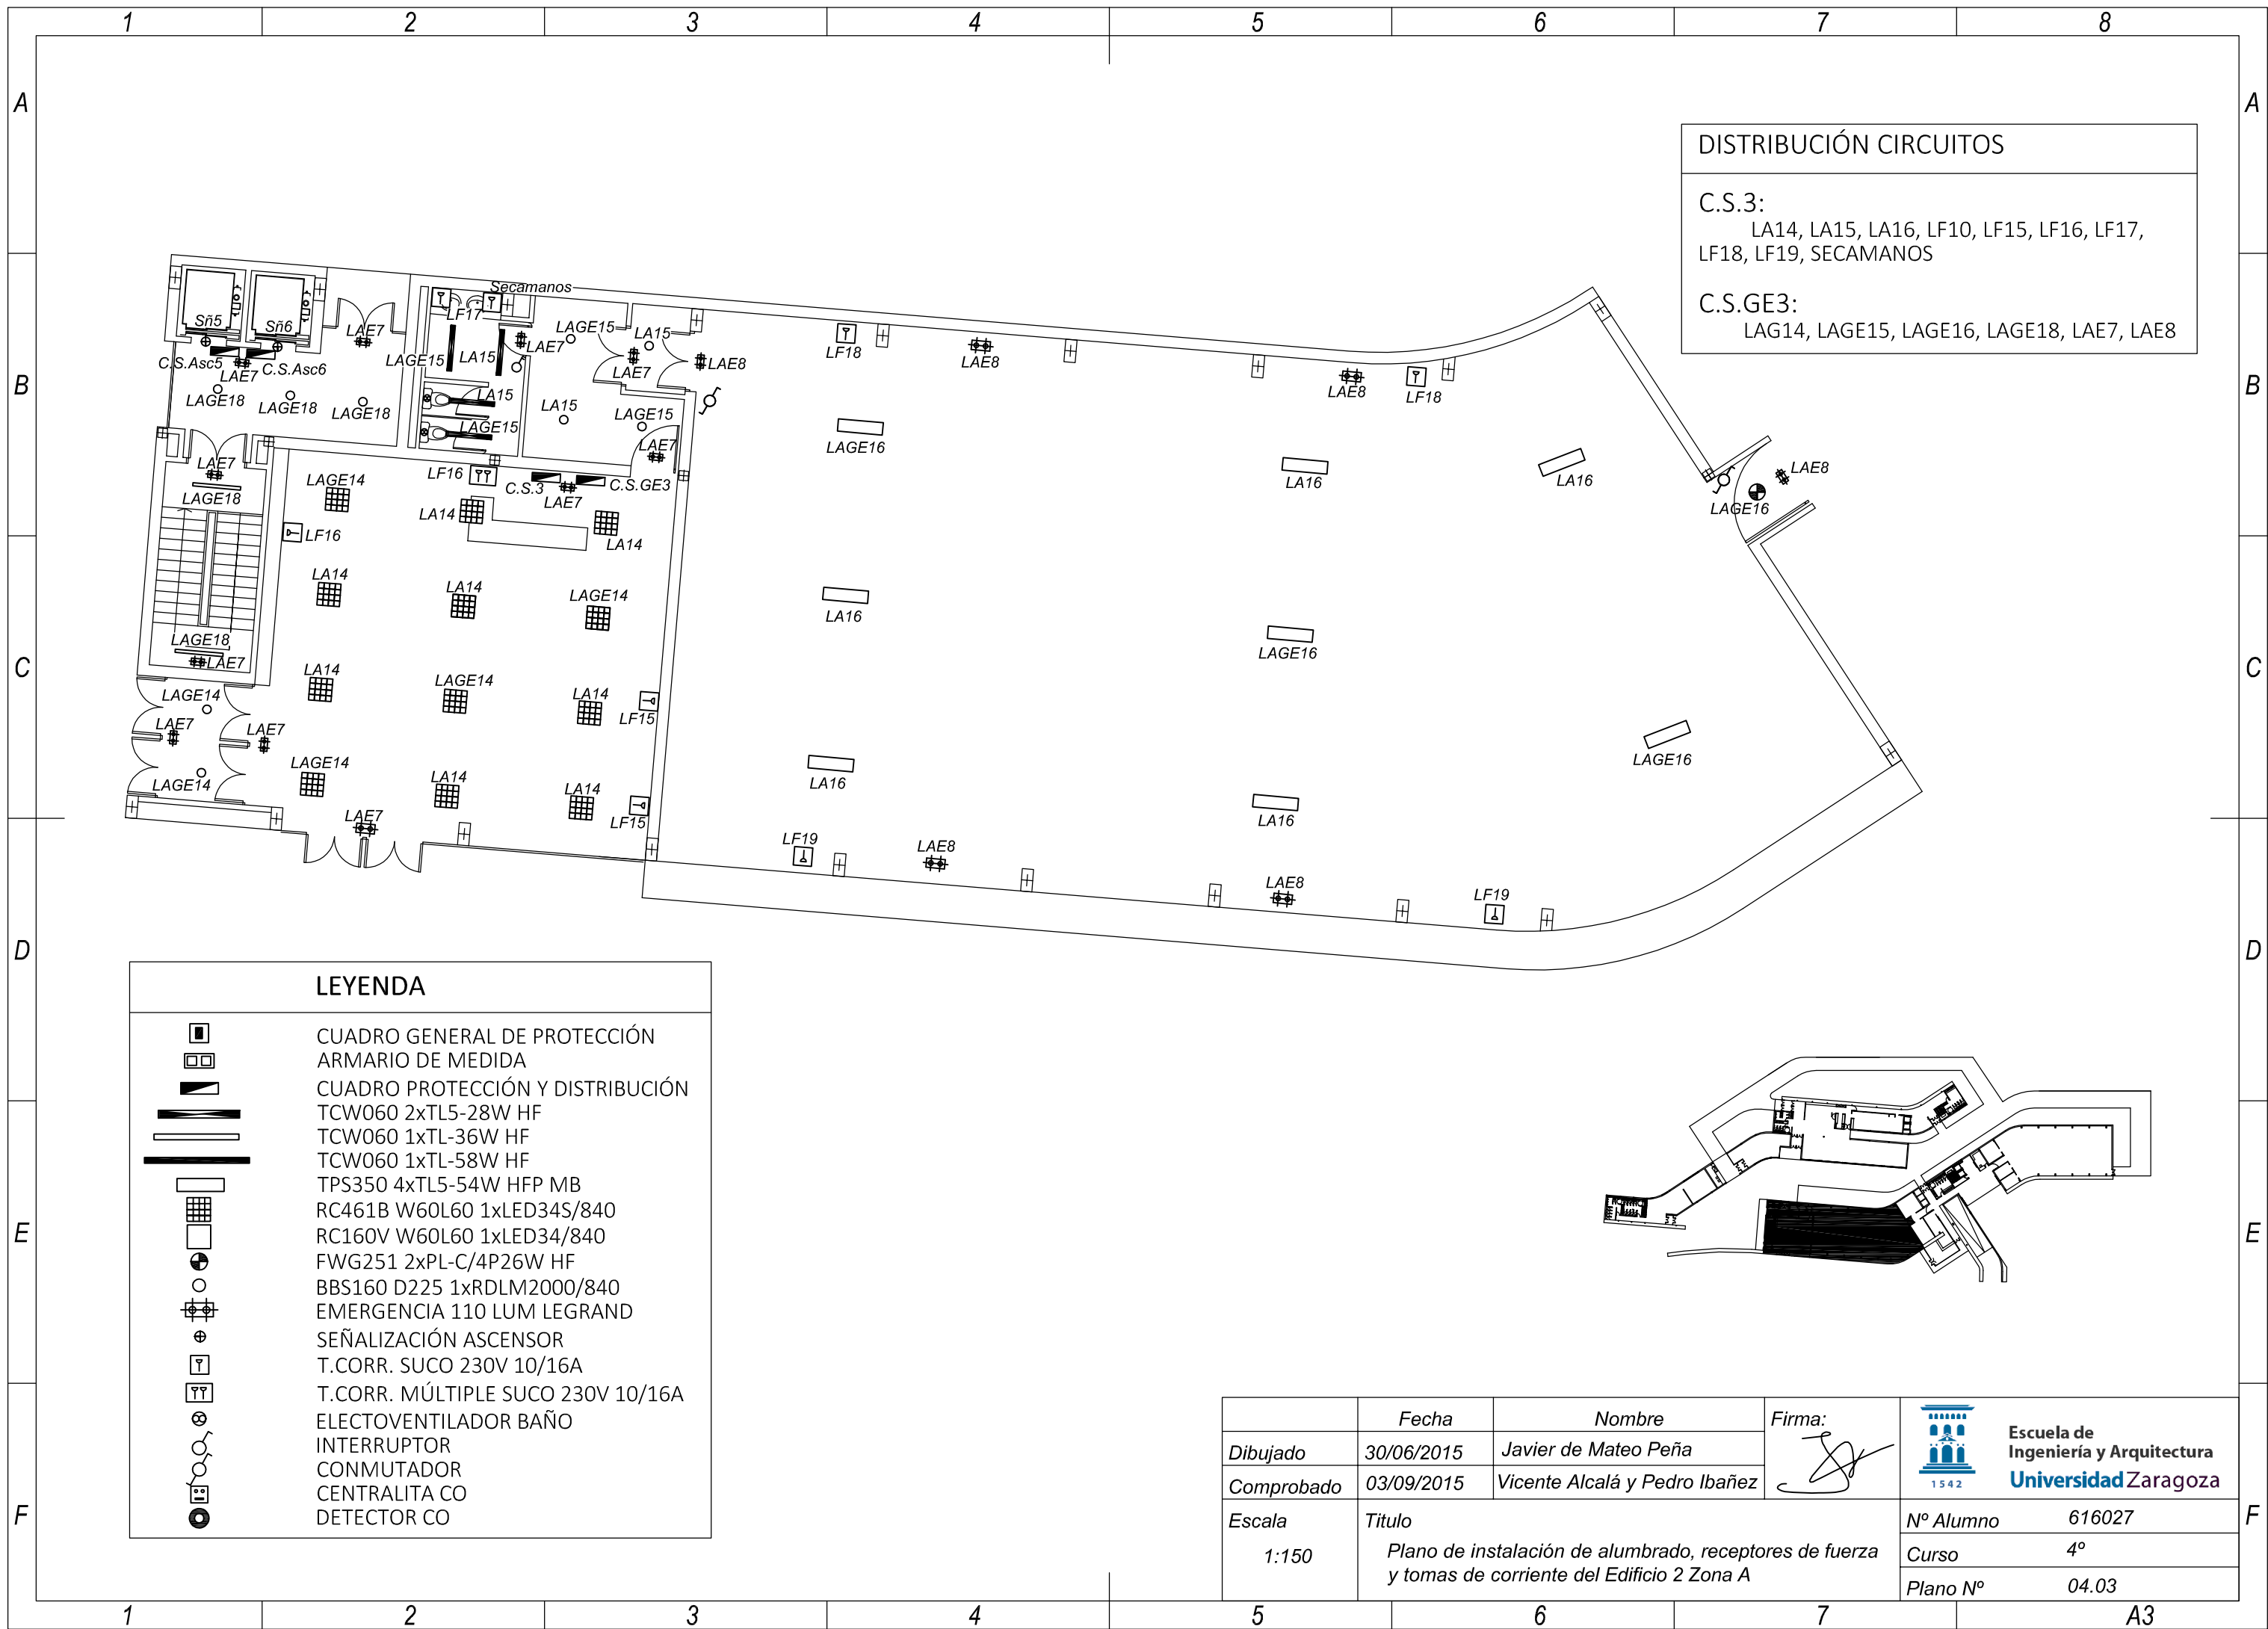 1 2 3 4 5 6 7 8
A A
DISTRIBUCIÓN CIRCUITOS
C.S.3:
LA14, LA15, LA16, LF10, LF15, LF16, LF17,
LF18, LF19, SECAMANOS
C.S.GE3:
LAG14, LAGE15, LAGE16, LAGE18, LAE7, LAE8
B B
Secamanos
LF17
Sñ5
Sñ6
LAE7
LAGE15
LA15
LAE7
LAGE15
LA15
LAE7
LAE8
LF18
LAE8
LAE8
LF18
C.S.Asc5
LAE7
C.S.Asc6
LAGE18
LAGE18
LAGE18
LA15
LAGE15
LA15
LAGE15
LAE7
LAGE16
LAE7
LAGE18
LAGE14
LF16
C.S.3
LAE7
C.S.GE3
LA16
LA16
LAE8
LAGE16
LA14
LA14
LF16
C C
LA14
LA14
LAGE14
LA16
LAGE18
LAE7
LAGE16
LA14
LAGE14
LA14
LF15
LAGE14
LAE7
LAE7
LAGE16
LAGE14
LAGE14
LA14
LA14
LA16
LA16
LAE7
LF15
LF19
LAE8
LAE8
LF19
D D
LEYENDA
CUADRO GENERAL DE PROTECCIÓN
ARMARIO DE MEDIDA
CUADRO PROTECCIÓN Y DISTRIBUCIÓN
TCW060 2xTL5-28W HF
TCW060 1xTL-36W HF
TCW060 1xTL-58W HF
TPS350 4xTL5-54W HFP MB
RC461B W60L60 1xLED34S/840
RC160V W60L60 1xLED34/840
FWG251 2xPL-C/4P26W HF
BBS160 D225 1xRDLM2000/840
EMERGENCIA 110 LUM LEGRAND
SEÑALIZACIÓN ASCENSOR
T.CORR. SUCO 230V 10/16A
T.CORR. MÚLTIPLE SUCO 230V 10/16A
ELECTOVENTILADOR BAÑO
INTERRUPTOR
CONMUTADOR
CENTRALITA CO
DETECTOR CO
E E
Fecha Nombre Firma:
Dibujado 30/06/2015 Javier de Mateo Peña
Comprobado 03/09/2015 Vicente Alcalá y Pedro Ibañez
1542
Escuela de
Ingeniería y Arquitectura
Universidad Zaragoza
F F
Escala
1:150
Titulo
Plano de instalación de alumbrado, receptores de fuerza
y tomas de corriente del Edificio 2 Zona A
Nº Alumno 616027
Curso 4º
Plano Nº 04.03
1 2 3 4 5 6 7 A3